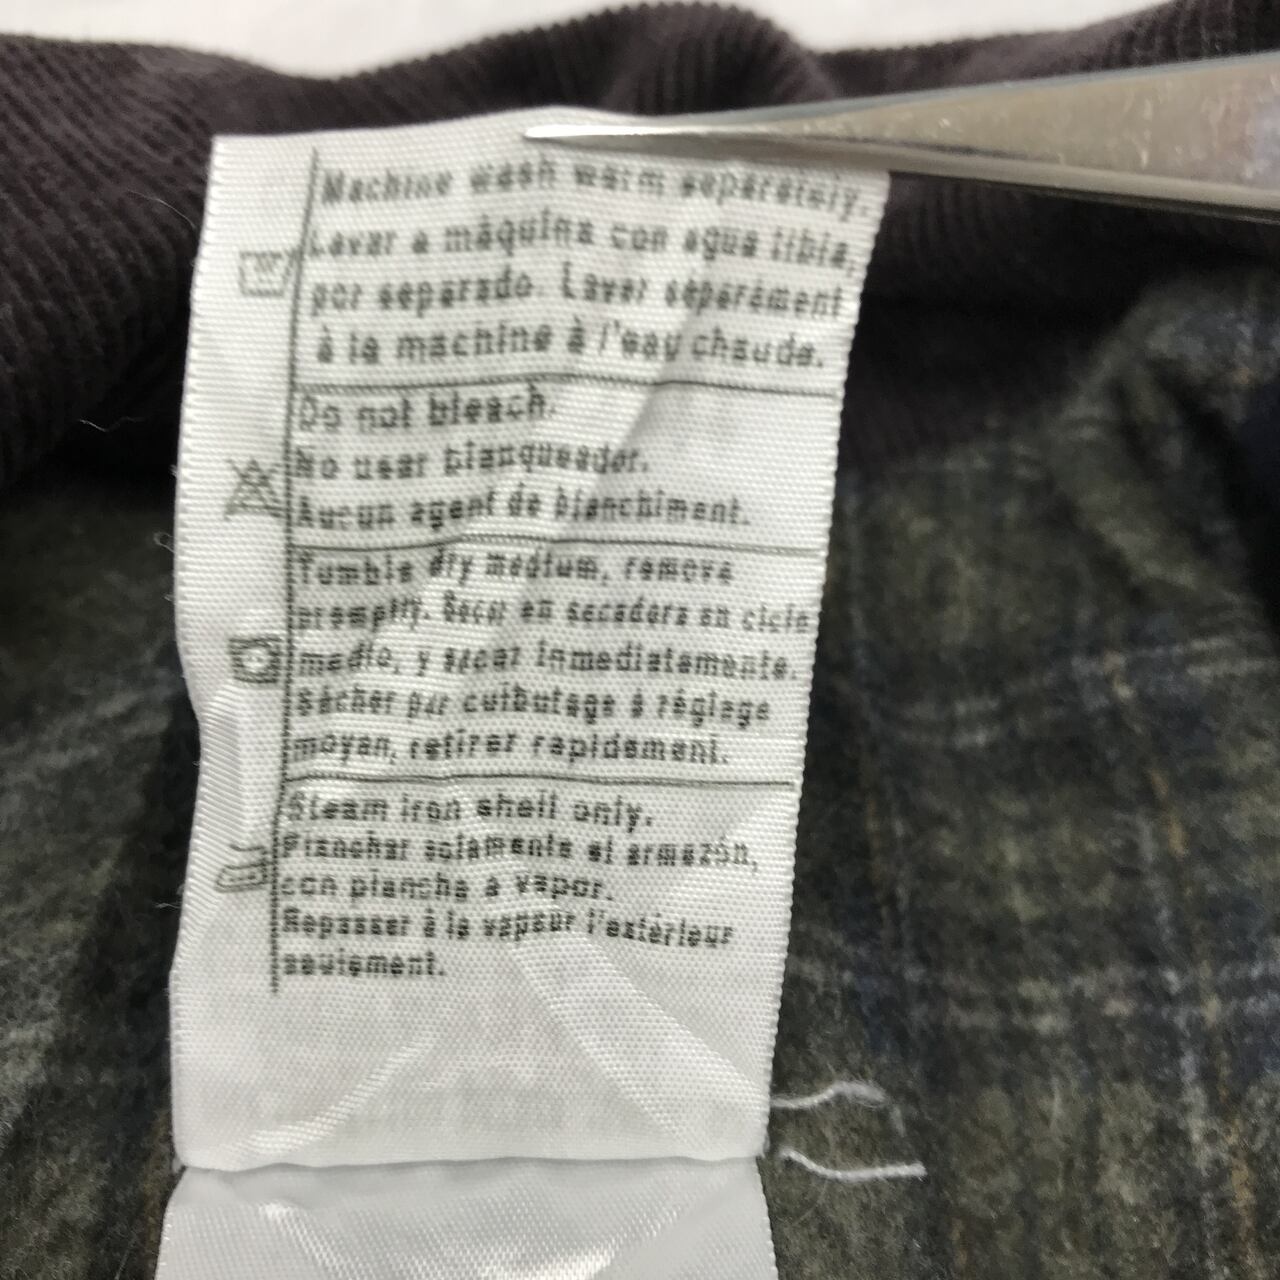 Machine wash warm separately.
Lavar a máquina con agua tibia,
por separado. Laver séparément
à la machine à l'eau chaude.
Do not bleach.
No usar blanqueador.
Aucun agent de blanchiment.
Tumble dry medium, remove
promptly. Secar en secadora en ciclo
medio, y sacar inmediatamente.
Sécher par culbutage à réglage
moyen, retirer rapidement.
Steam iron shell only.
Planchar solamente el armazón,
con plancha a vapor.
Repasser à la vapeur l'extérieur
seulement.